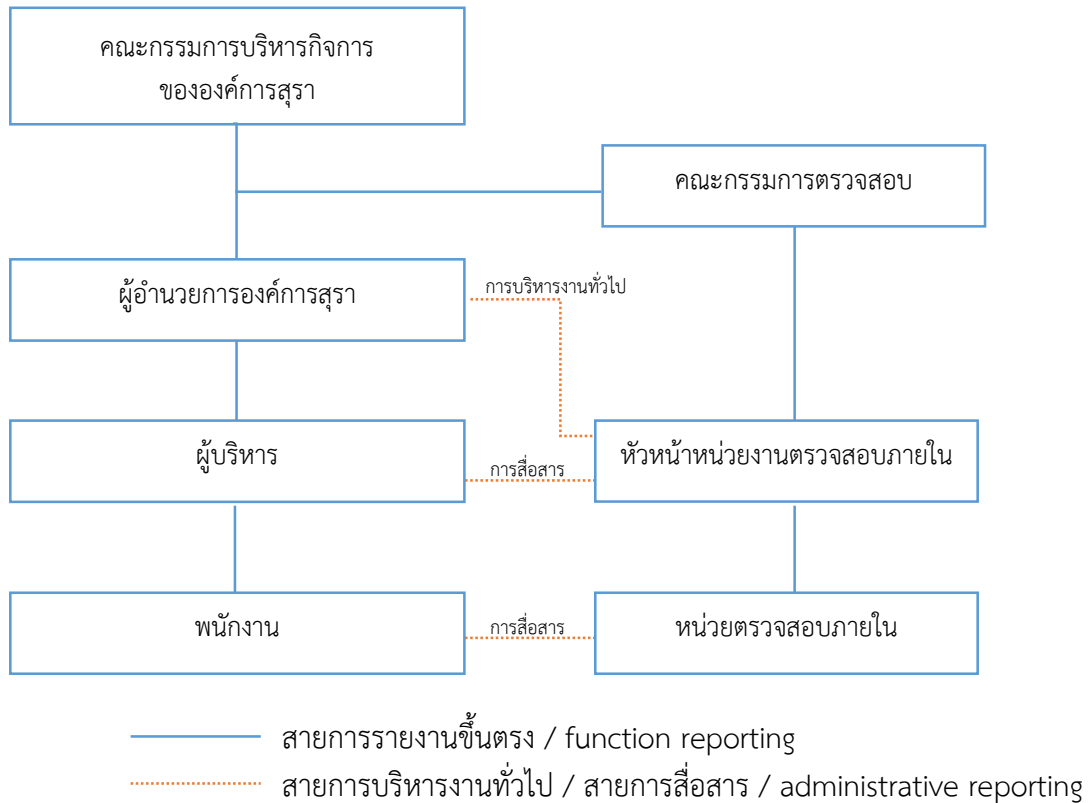 คณะกรรมการบริหารกิจการ
ขององค์การสุรา
คณะกรรมการตรวจสอบ
ผู้อำนวยการองค์การสุรา
การบริหารงานทั่วไป
ผู้บริหาร
การสื่อสาร
หัวหน้าหน่วยงานตรวจสอบภายใน
พนักงาน
การสื่อสาร
หน่วยตรวจสอบภายใน
สายการรายงานขึ้นตรง / function reporting
สายการบริหารงานทั่วไป / สายการสื่อสาร / administrative reporting